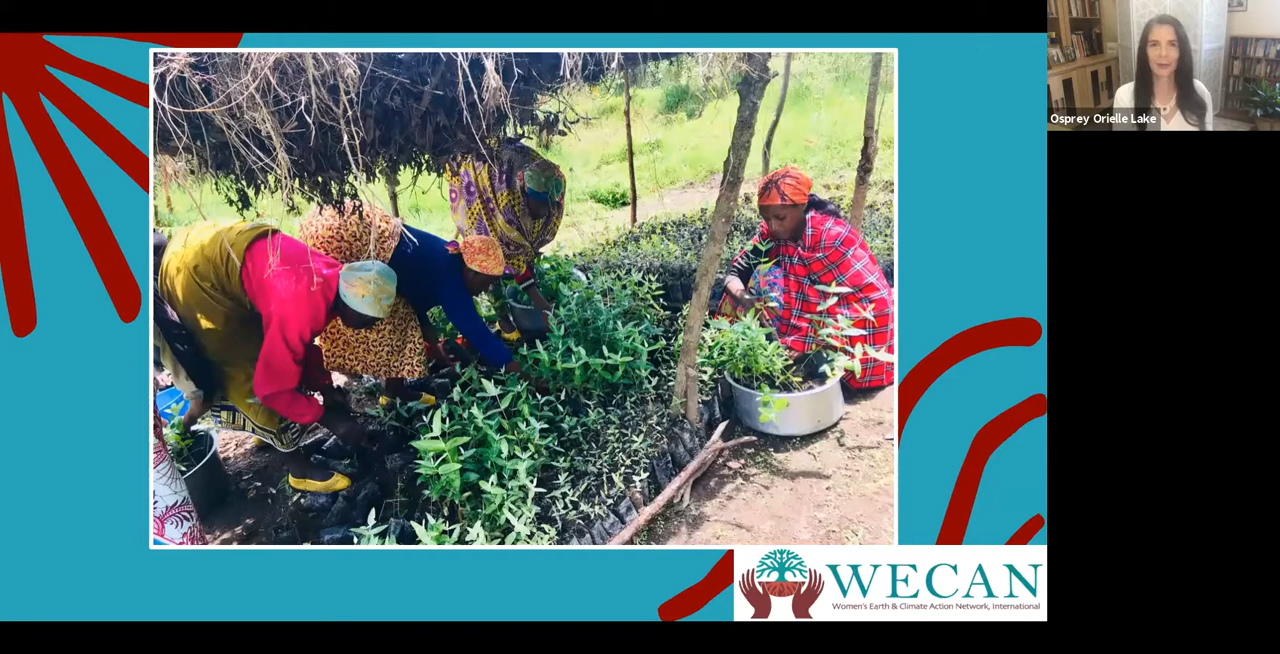 Osprey Orielle Lake
WECAN
Women's Earth & Climate Action Network, International